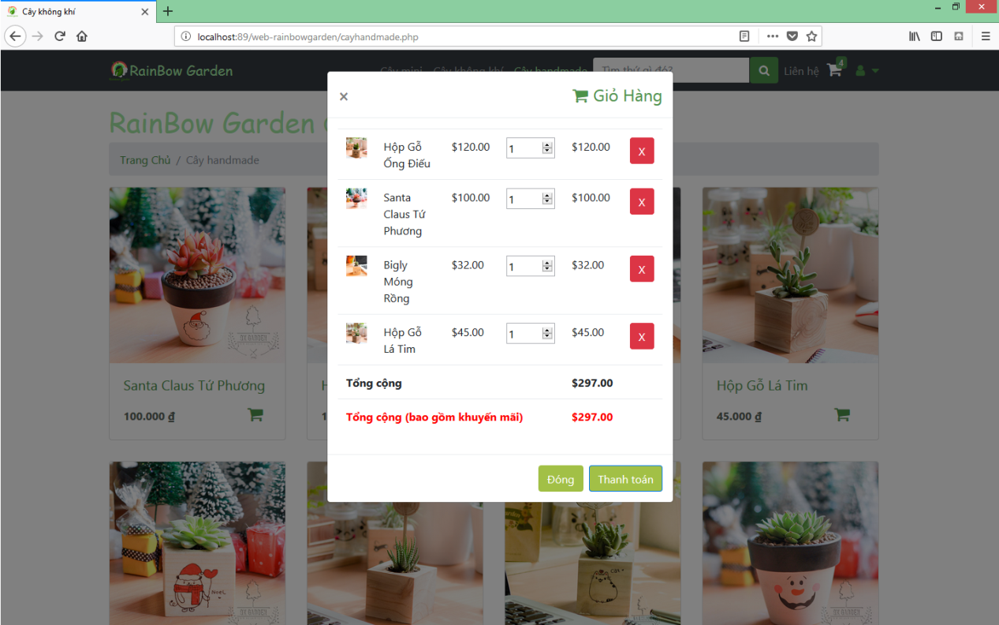 Cây không khí
localhost:89/web-rainbowgarden/cayhandmade.php
RainBow Garden
Cây mini Cây không khí Cây handmade
Tìm thứ gì đó?
Liên hệ
4
RainBow Garden
Trang Chủ / Cây handmade
× Giỏ Hàng
Hộp Gỗ
Ống Điếu
$120.00 1 $120.00 X
Santa
Claus Tứ
Phương
$100.00 1 $100.00 X
Bigly
Móng
Rồng
$32.00 1 $32.00 X
Hộp Gỗ
Lá Tim
$45.00 1 $45.00 X
Tổng cộng $297.00
Tổng cộng (bao gồm khuyến mãi) $297.00
Đóng Thanh toán
Santa Claus Tứ Phương
100.000 ₫
Hộp Gỗ Lá Tim
45.000 ₫
NOEL